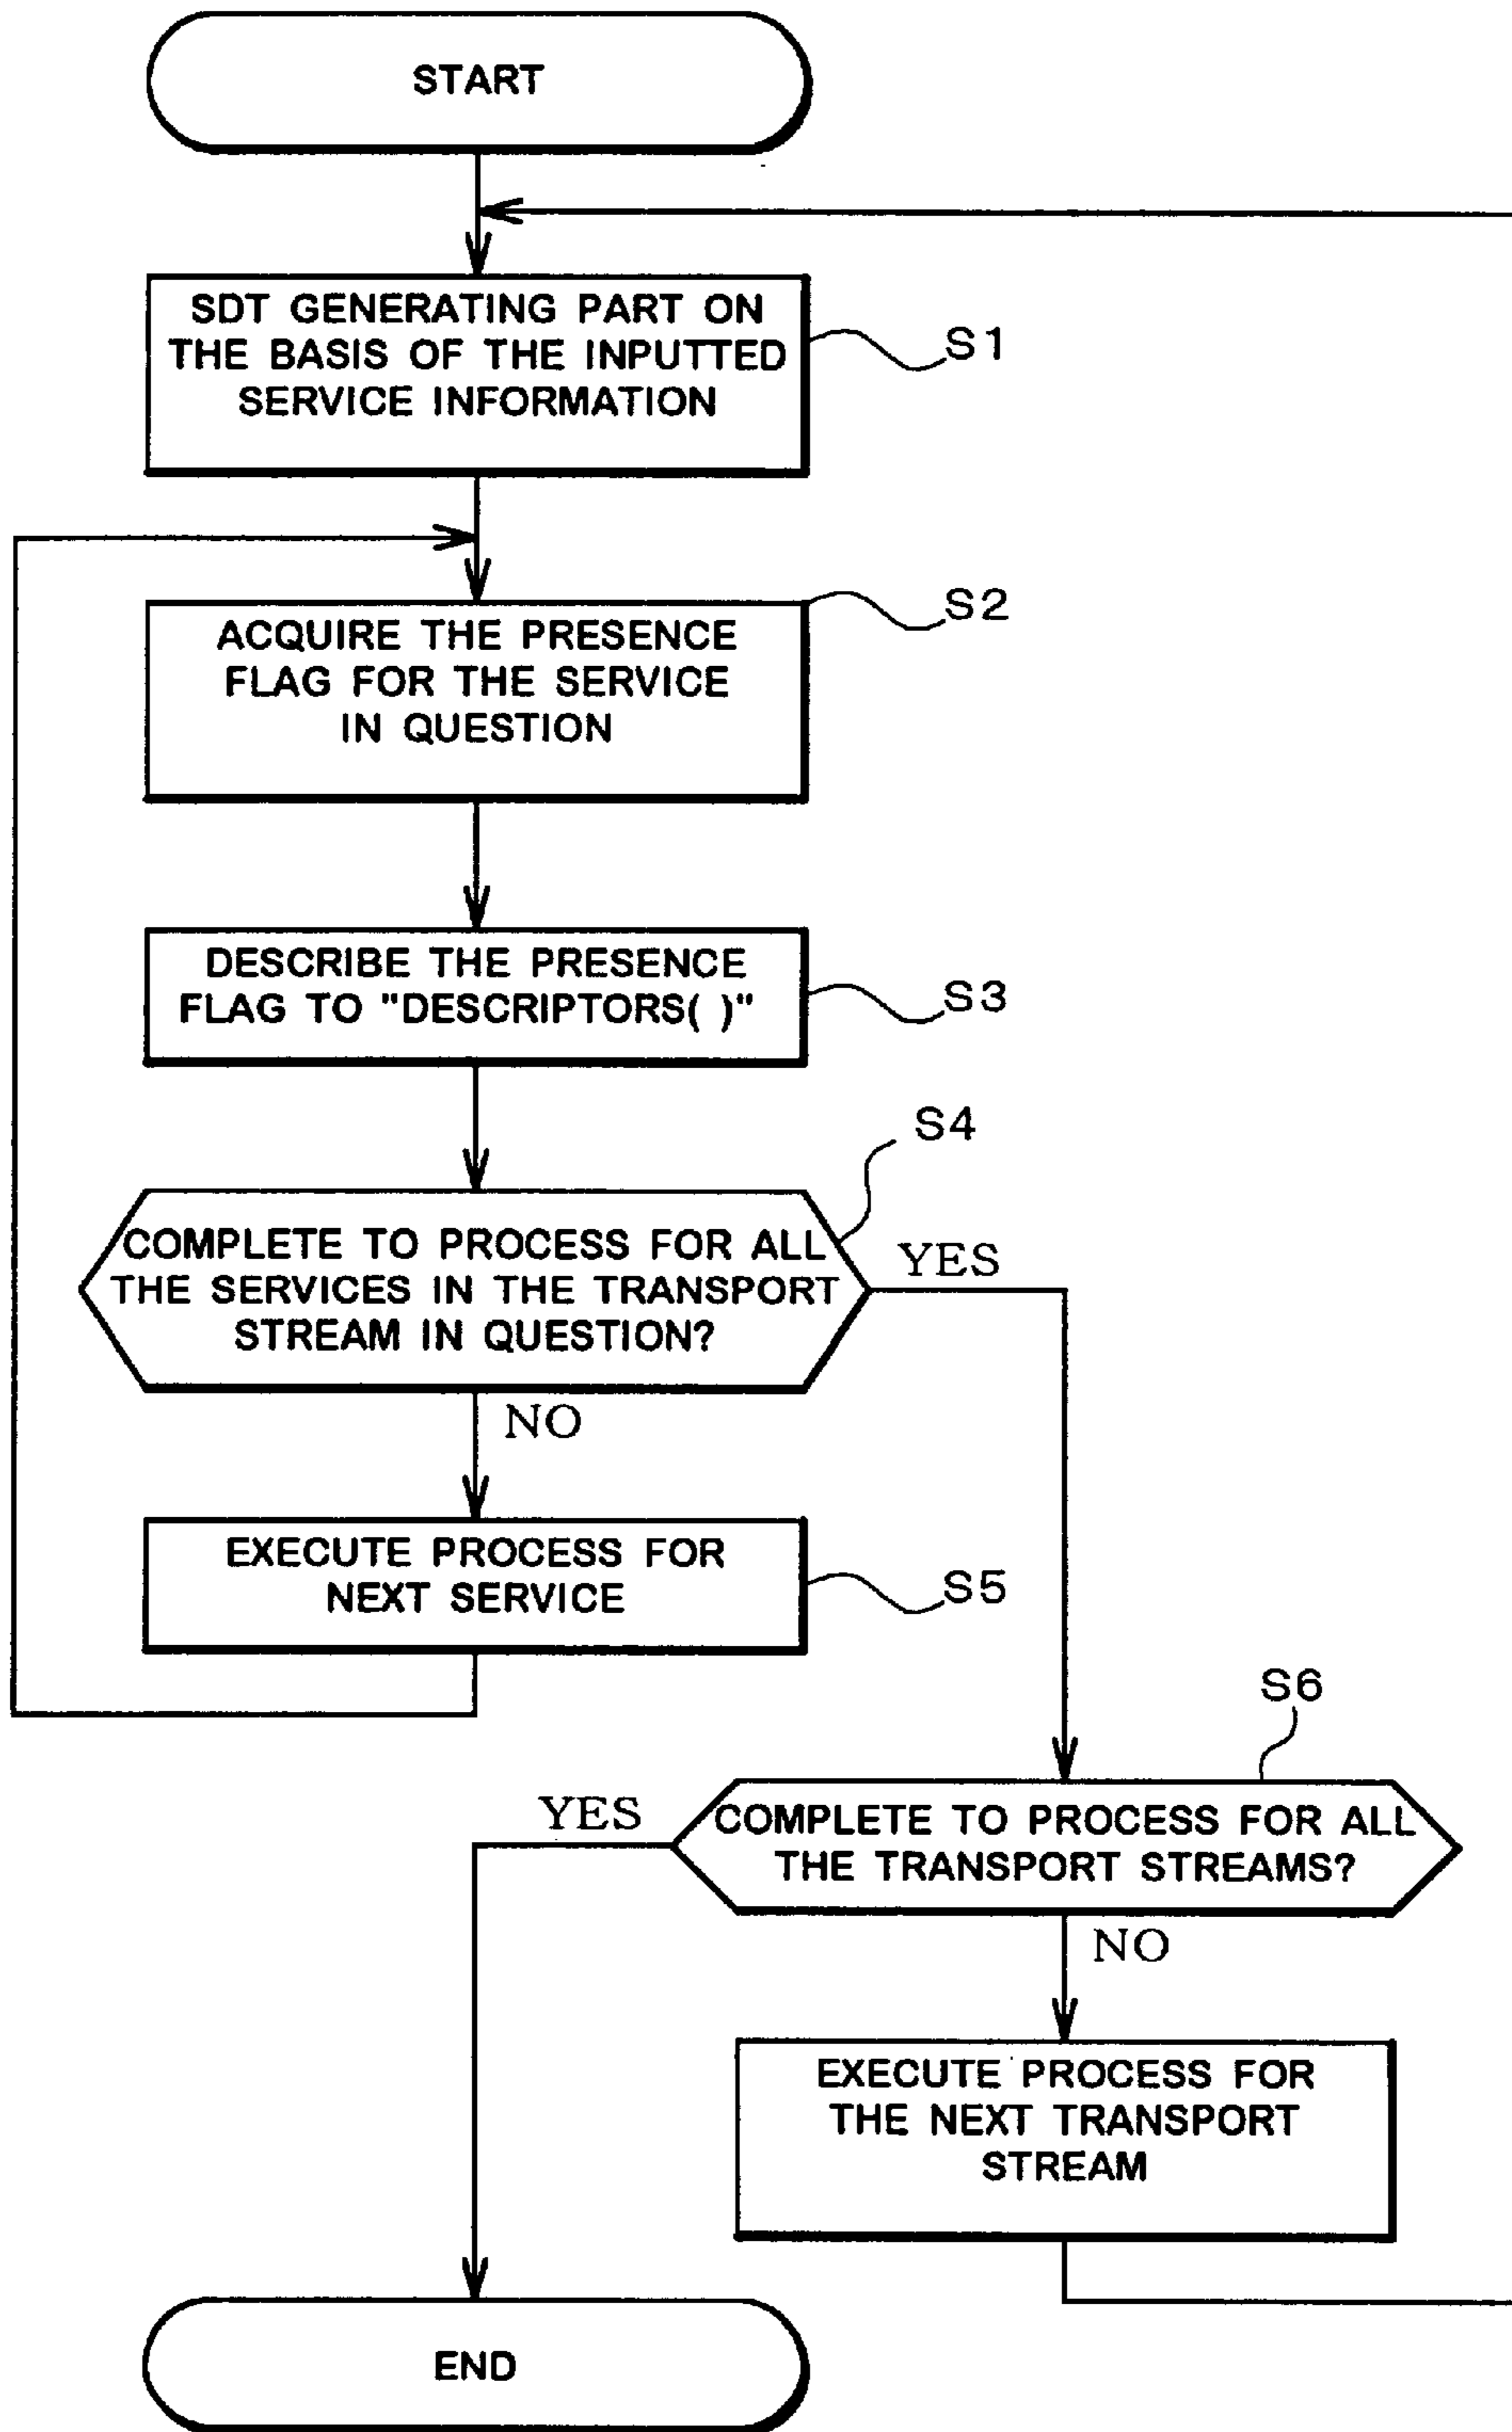 START
SDT GENERATING PART ON
THE BASIS OF THE INPUTTED
SERVICE INFORMATION
S1
ACQUIRE THE PRESENCE
FLAG FOR THE SERVICE
IN QUESTION
S2
DESCRIBE THE PRESENCE
FLAG TO "DESCRIPTORS( )"
S3
S4
COMPLETE TO PROCESS FOR ALL
THE SERVICES IN THE TRANSPORT
STREAM IN QUESTION?
YES
NO
EXECUTE PROCESS FOR
NEXT SERVICE
S5
S6
YES
COMPLETE TO PROCESS FOR ALL
THE TRANSPORT STREAMS?
NO
EXECUTE PROCESS FOR
THE NEXT TRANSPORT
STREAM
END